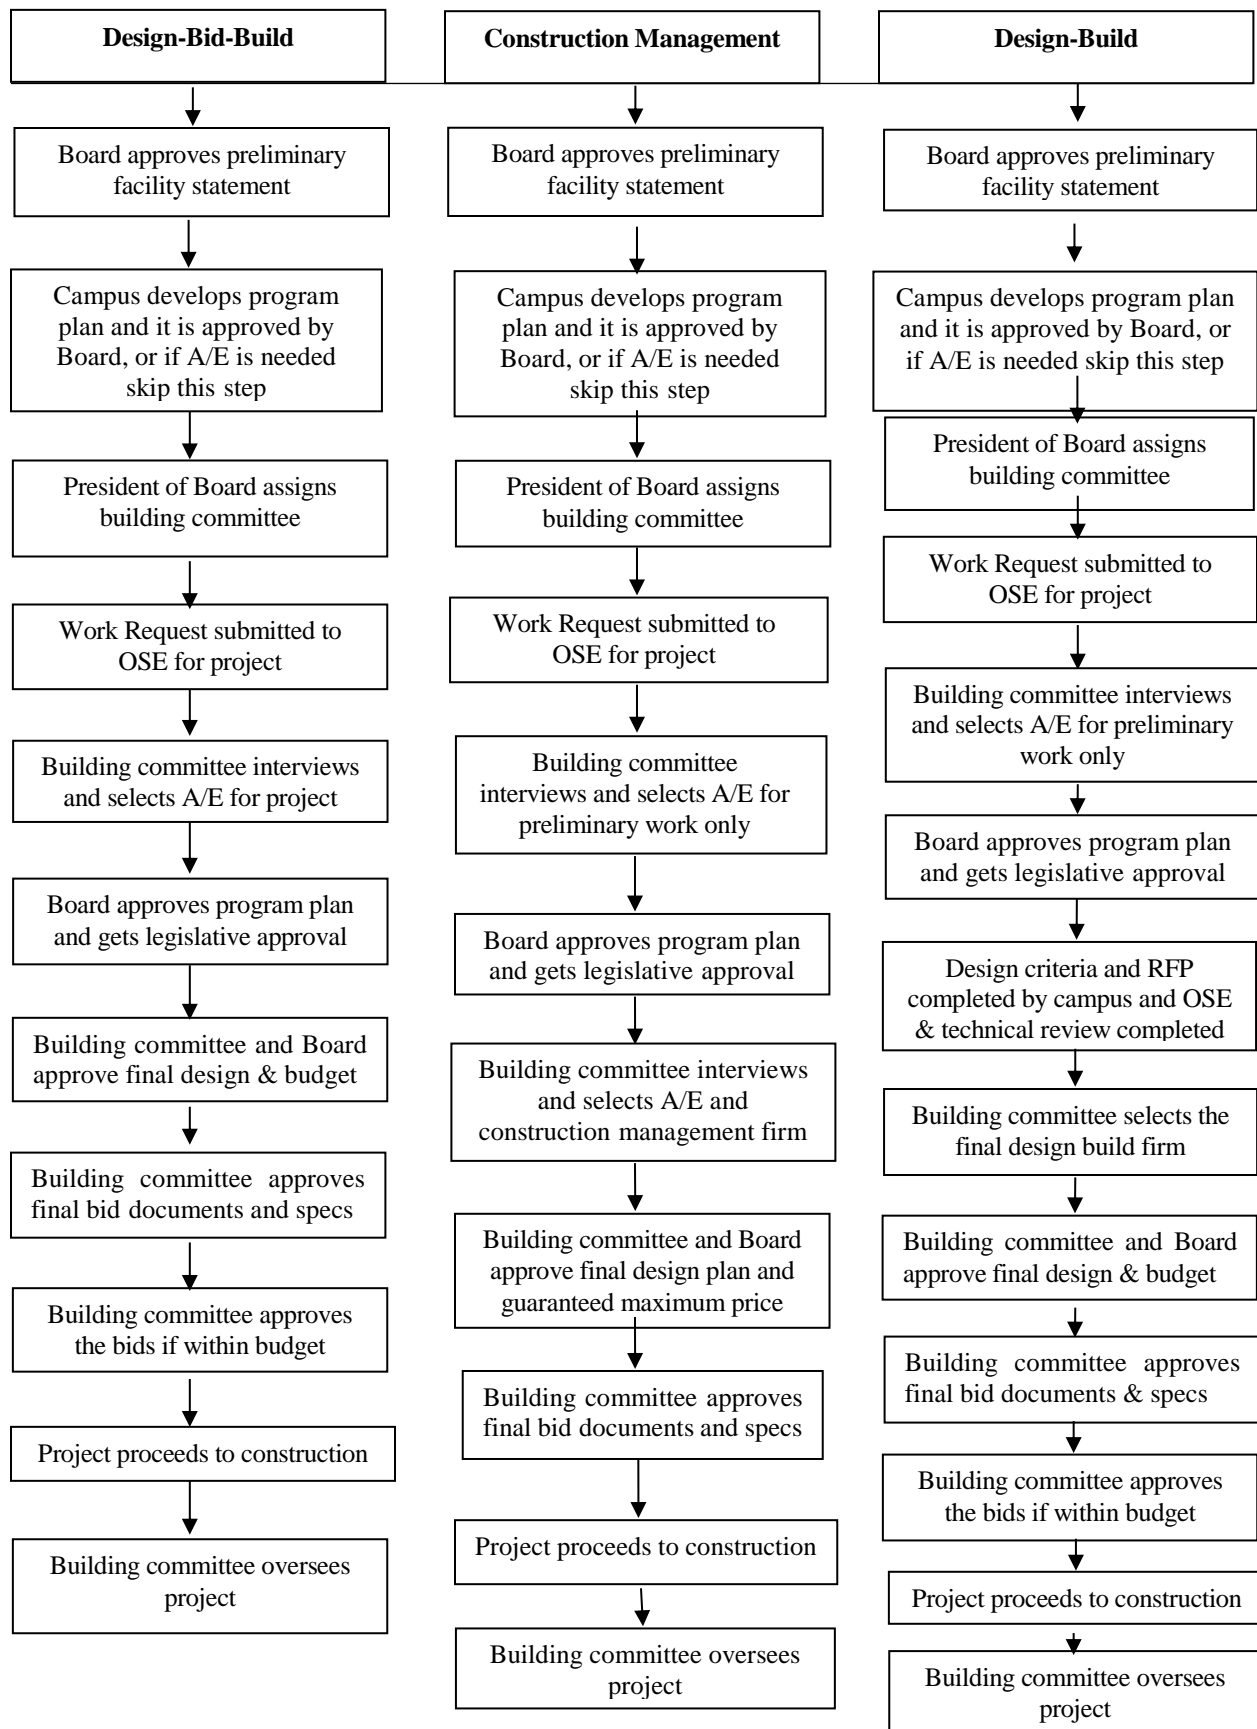 Design-Bid-Build
Board approves preliminary
facility statement
Campus develops program
plan and it is approved by
Board, or if A/E is needed
skip this step
President of Board assigns
building committee
Work Request submitted to
OSE for project
Building committee interviews
and selects A/E for project
Board approves program plan
and gets legislative approval
Building committee and Board
approve final design & budget
Building committee approves
final bid documents and specs
Building committee approves
the bids if within budget
Project proceeds to construction
Building committee oversees
project
Construction Management
Board approves preliminary
facility statement
Campus develops program
plan and it is approved by
Board, or if A/E is needed
skip this step
President of Board assigns
building committee
Work Request submitted to
OSE for project
Building committee
interviews and selects A/E for
preliminary work only
Board approves program plan
and gets legislative approval
Building committee interviews
and selects A/E and
construction management firm
Building committee and Board
approve final design plan and
guaranteed maximum price
Building committee approves
final bid documents and specs
Project proceeds to construction
Building committee oversees
project
Design-Build
Board approves preliminary
facility statement
Campus develops program plan
and it is approved by Board, or
if A/E is needed skip this step
President of Board assigns
building committee
Work Request submitted to
OSE for project
Building committee interviews
and selects A/E for preliminary
work only
Board approves program plan
and gets legislative approval
Design criteria and RFP
completed by campus and OSE
& technical review completed
Building committee selects the
final design build firm
Building committee and Board
approve final design & budget
Building committee approves
final bid documents & specs
Building committee approves
the bids if within budget
Project proceeds to construction
Building committee oversees
project